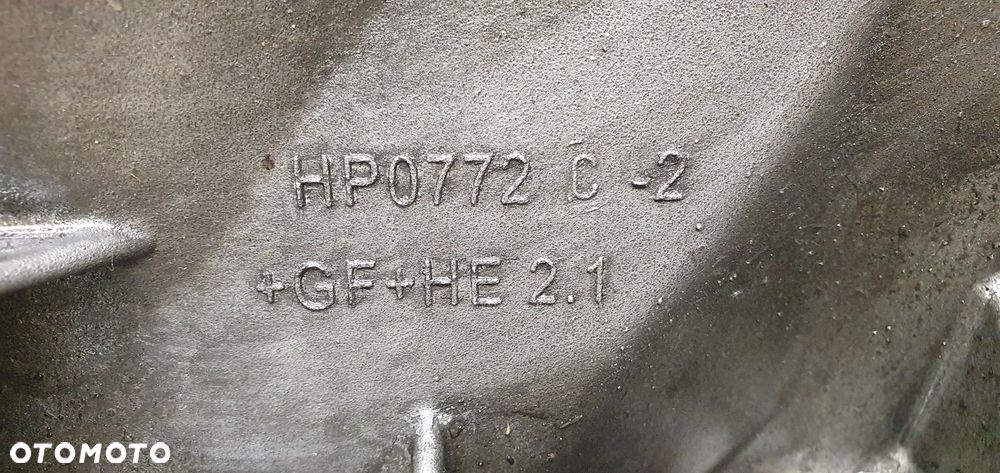 HP0772 C -2
+GF+HE 2.1
OTOMOTO